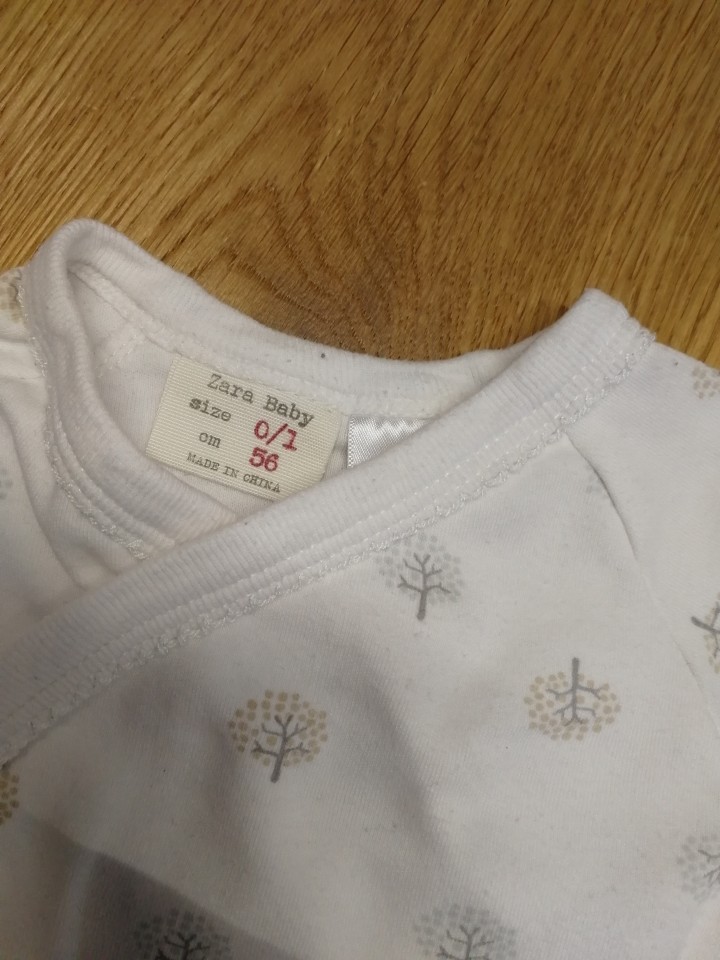 Zara Baby
size 0/1
cm 56
MADE IN CHINA